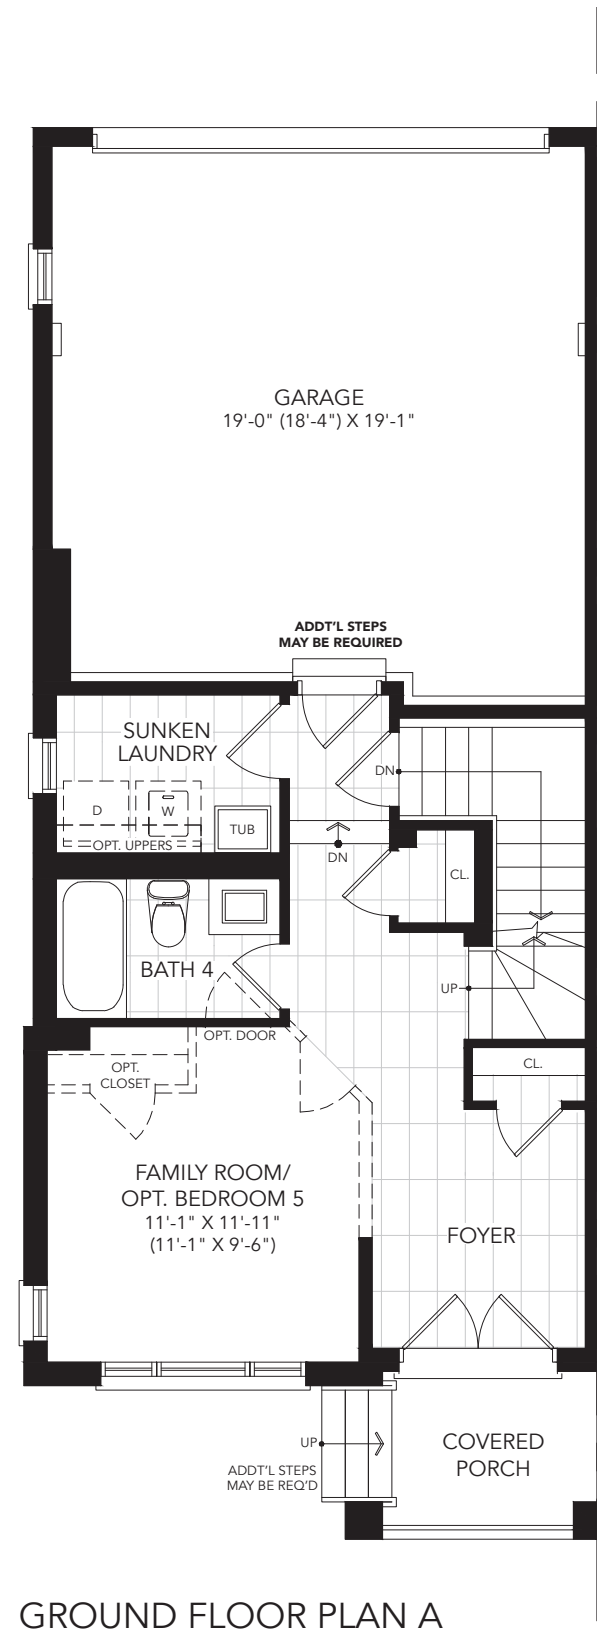 GARAGE
19'-0" (18'-4") X 19'-1"
ADDT'L STEPS
MAY BE REQUIRED
SUNKEN
LAUNDRY
DN
D
W
TUB
OPT. UPPERS
DN
CL.
BATH 4
UP
OPT. DOOR
OPT.
CLOSET
CL.
FAMILY ROOM/
OPT. BEDROOM 5
11'-1" X 11'-11"
(11'-1" X 9'-6")
FOYER
UP
COVERED
PORCH
ADDT'L STEPS
MAY BE REQ'D
GROUND FLOOR PLAN A